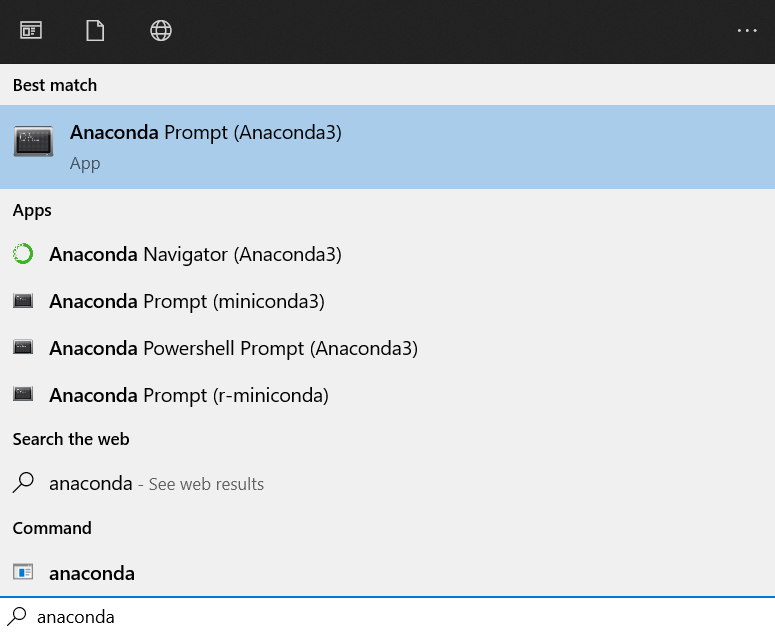 Best match
Anaconda Prompt (Anaconda3)
App
Apps
Anaconda Navigator (Anaconda3)
Anaconda Prompt (miniconda3)
Anaconda Powershell Prompt (Anaconda3)
Anaconda Prompt (r-miniconda)
Search the web
anaconda - See web results
Command
anaconda
anaconda